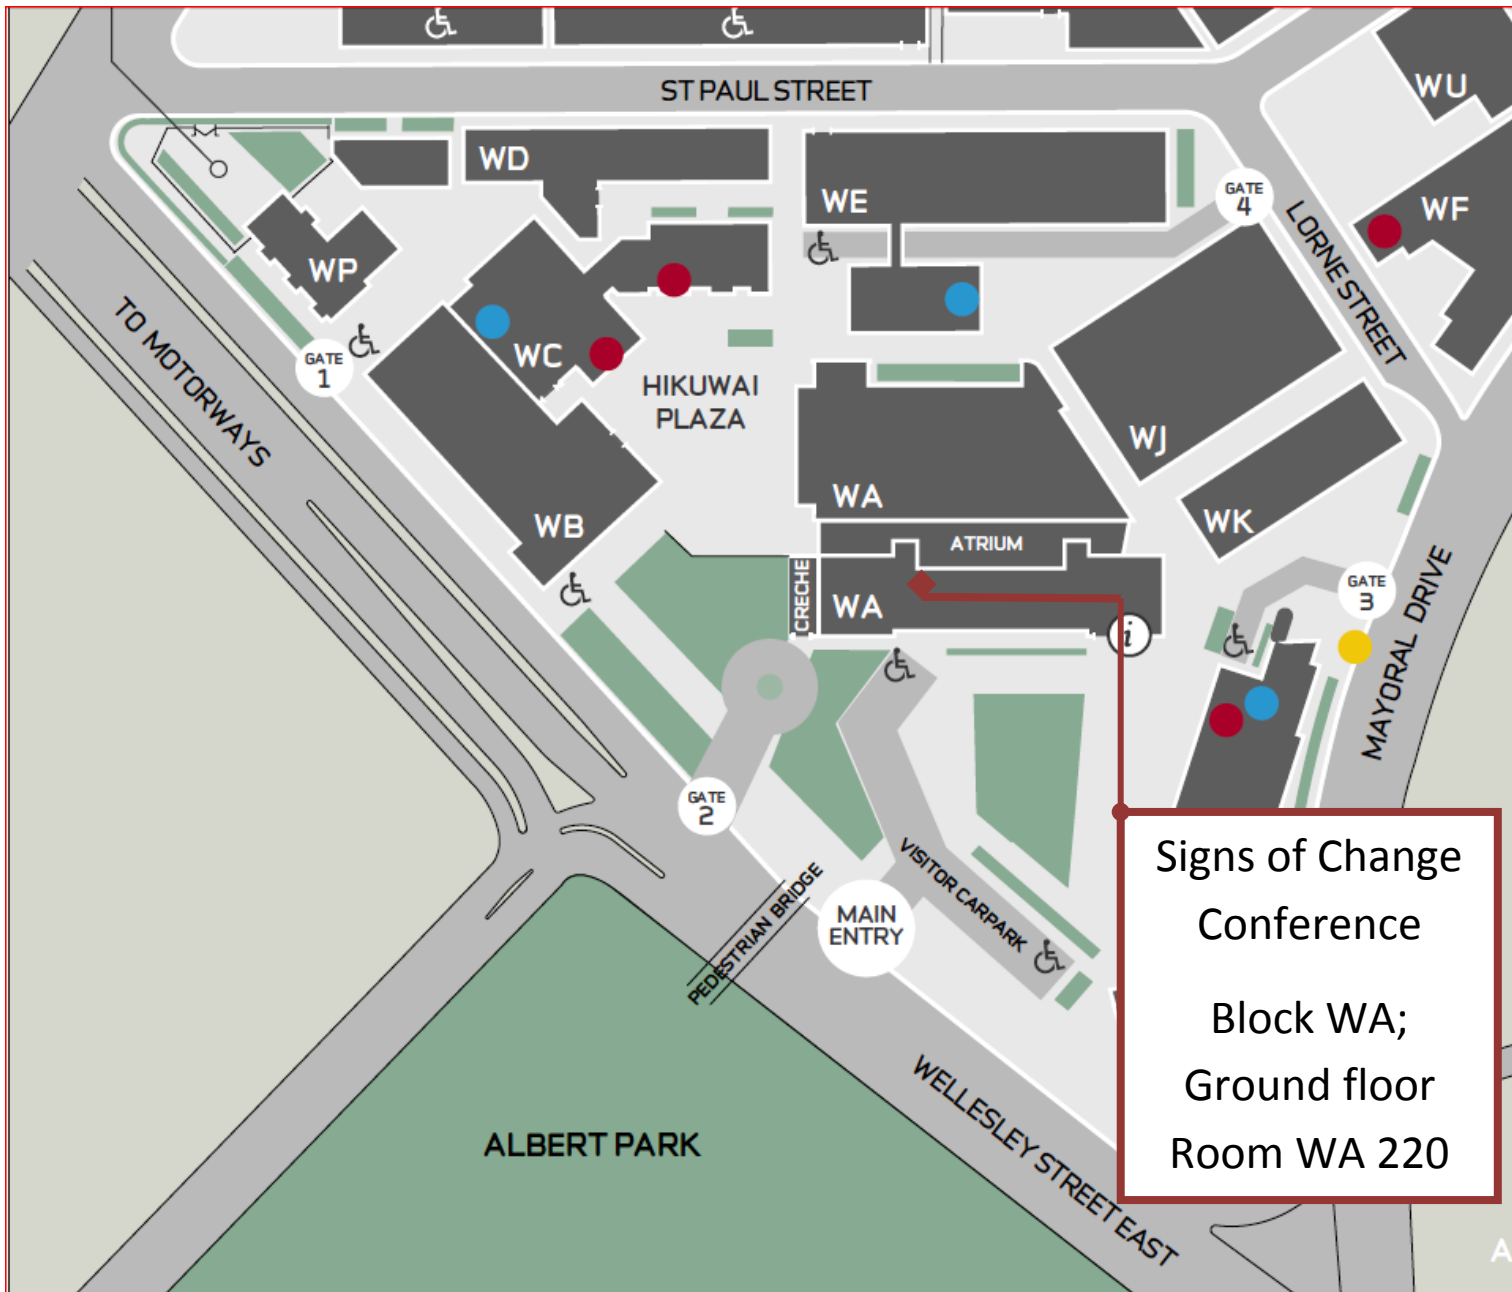 ST PAUL STREET
WU
WD
WE
GATE
4
WF
LORNE STREET
WP
TO MOTORWAYS
GATE
1
WC
HIKUWAI
PLAZA
WJ
WA
WK
WB
ATRIUM
CRECHE
WA
i
GATE
3
MAYORAL DRIVE
GATE
2
VISITOR CARPARK
PEDESTRIAN BRIDGE
MAIN
ENTRY
Signs of Change
Conference
Block WA;
Ground floor
Room WA 220
WELLESLEY STREET EAST
ALBERT PARK
A